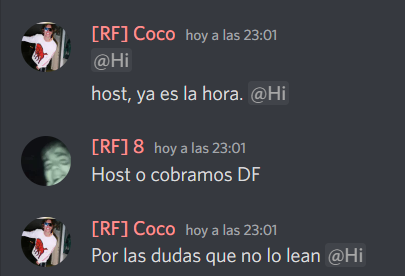 [RF] Coco hoy a las 23:01
@Hi
host, ya es la hora. @Hi
[RF] 8 hoy a las 23:01
Host o cobramos DF
[RF] Coco hoy a las 23:01
Por las dudas que no lo lean @Hi